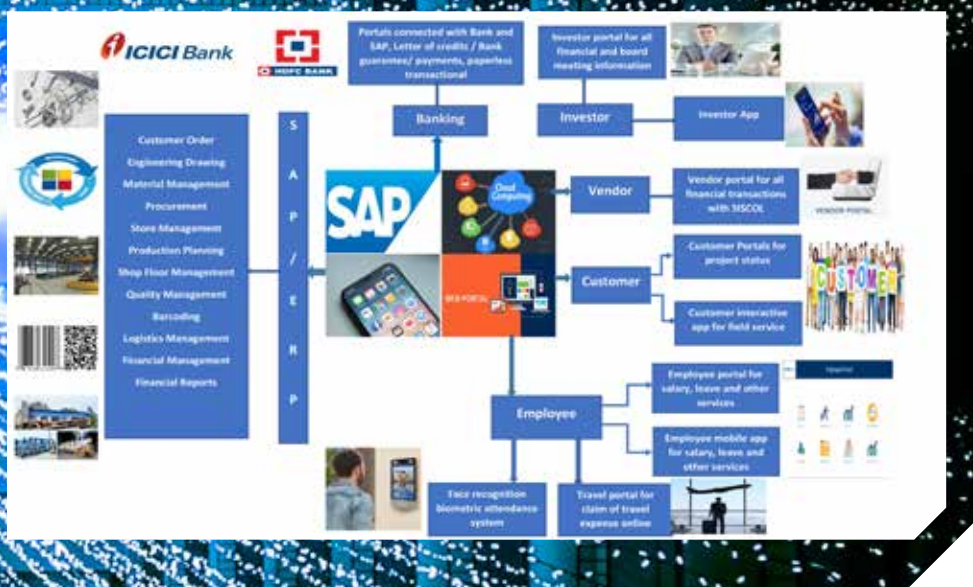 ICICI Bank
HDFC BANK
Portals connected with Bank and
SAP, Letter of credits / Bank
guarantee/ payments, paperless
transactional
Investor portal for all
financial and board
meeting information
Banking
Investor
Investor App
Customer Order
Engineering Drawing
Material Management
Procurement
Store Management
Production Planning
Shop Floor Management
Quality Management
Barcoding
Logistics Management
Financial Management
Financial Reports
S
A
P
/
E
R
P
SAP
Cloud
Computing
WEB PORTAL
Vendor
Vendor portal for all
financial transactions
with SISCOL
VENDOR PORTAL
Customer
Customer Portals for
project status
Customer interactive
app for field service
CUSTOMER
Employee
Employee portal for
salary, leave and other
services
Employee mobile app
for salary, leave and
other services
Face recognition
biometric attendance
system
Travel portal for
claim of travel
expense online